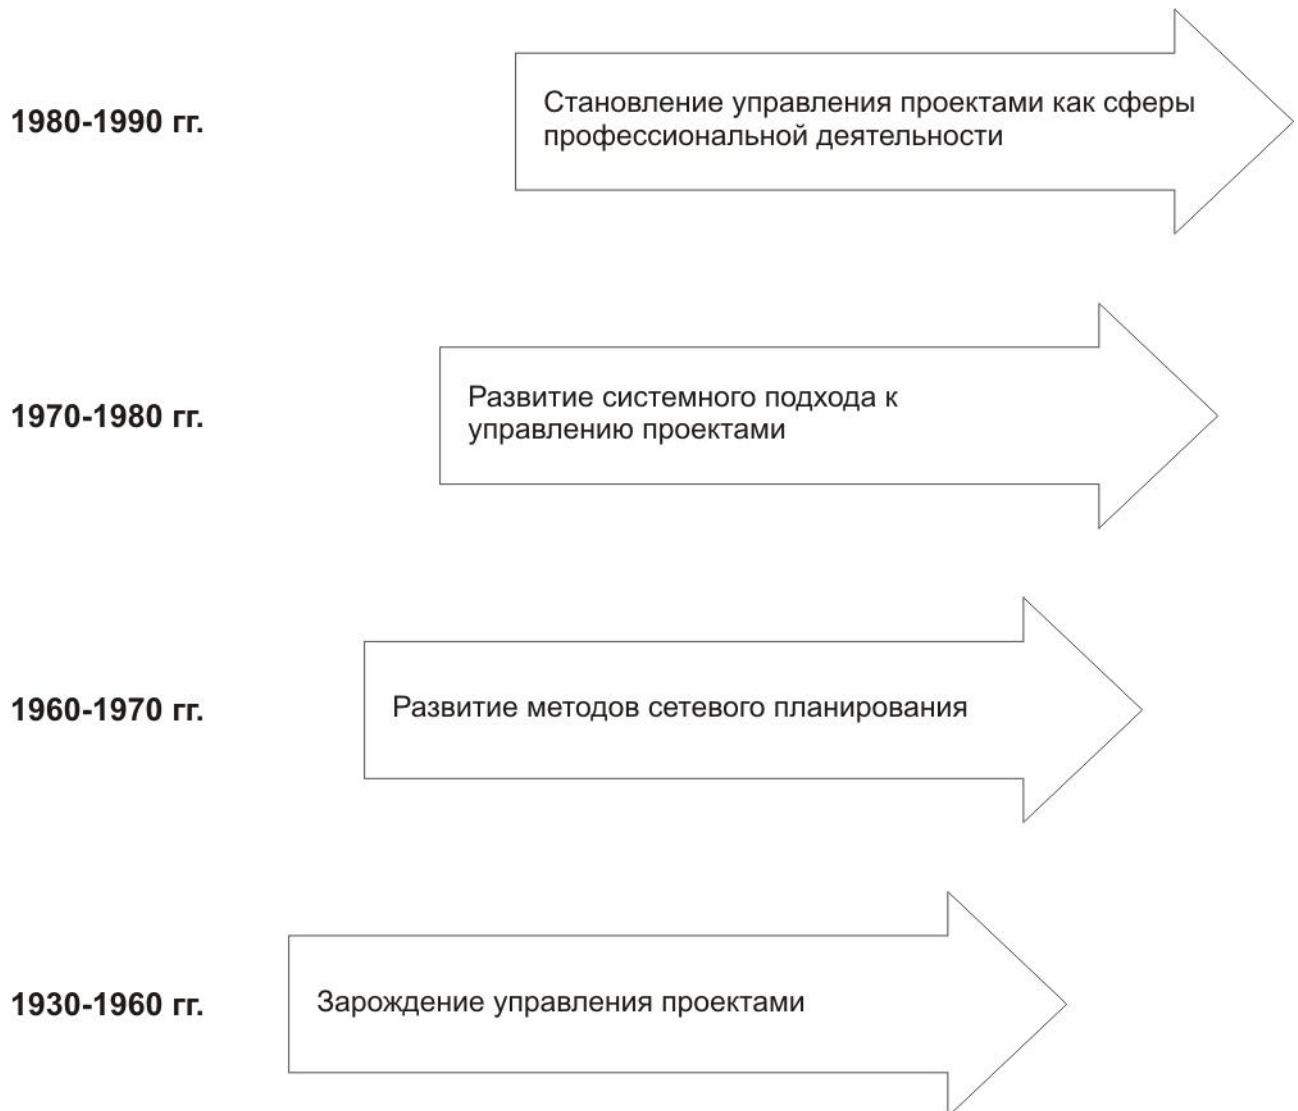 1980-1990 гг.
Становление управления проектами как сферы
профессиональной деятельности
1970-1980 гг.
Развитие системного подхода к
управлению проектами
1960-1970 гг.
Развитие методов сетевого планирования
1930-1960 гг.
Зарождение управления проектами